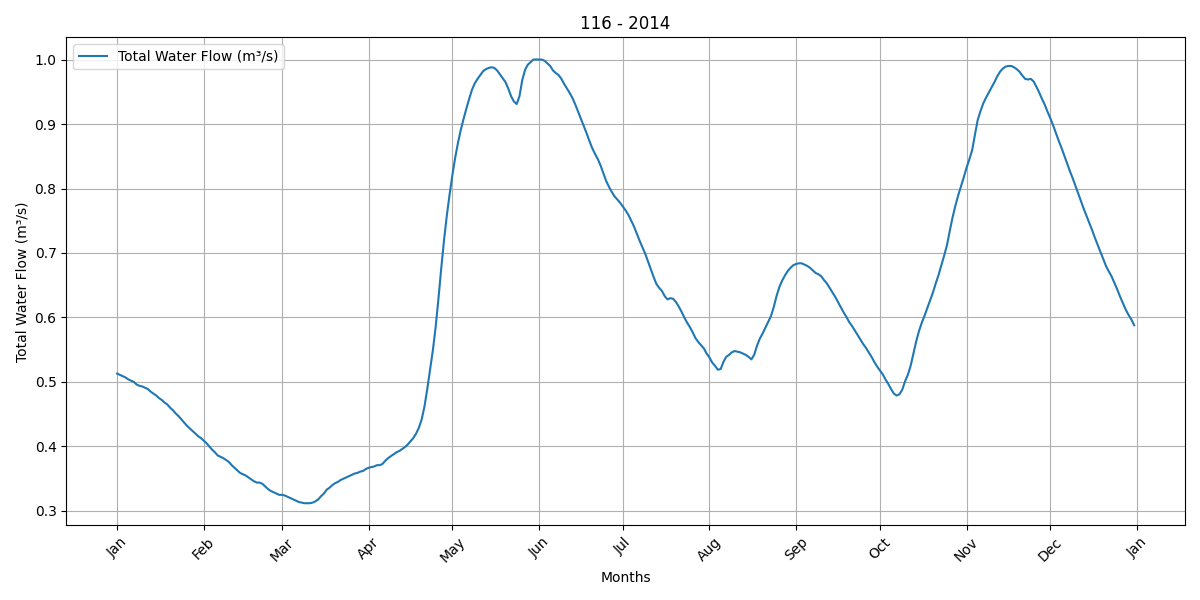 116 - 2014
Total Water Flow (m³/s)
Total Water Flow (m³/s)
1.0
0.9
0.8
0.7
0.6
0.5
0.4
0.3
Jan
Feb
Mar
Apr
May
Jun
Jul
Aug
Sep
Oct
Nov
Dec
Jan
Months